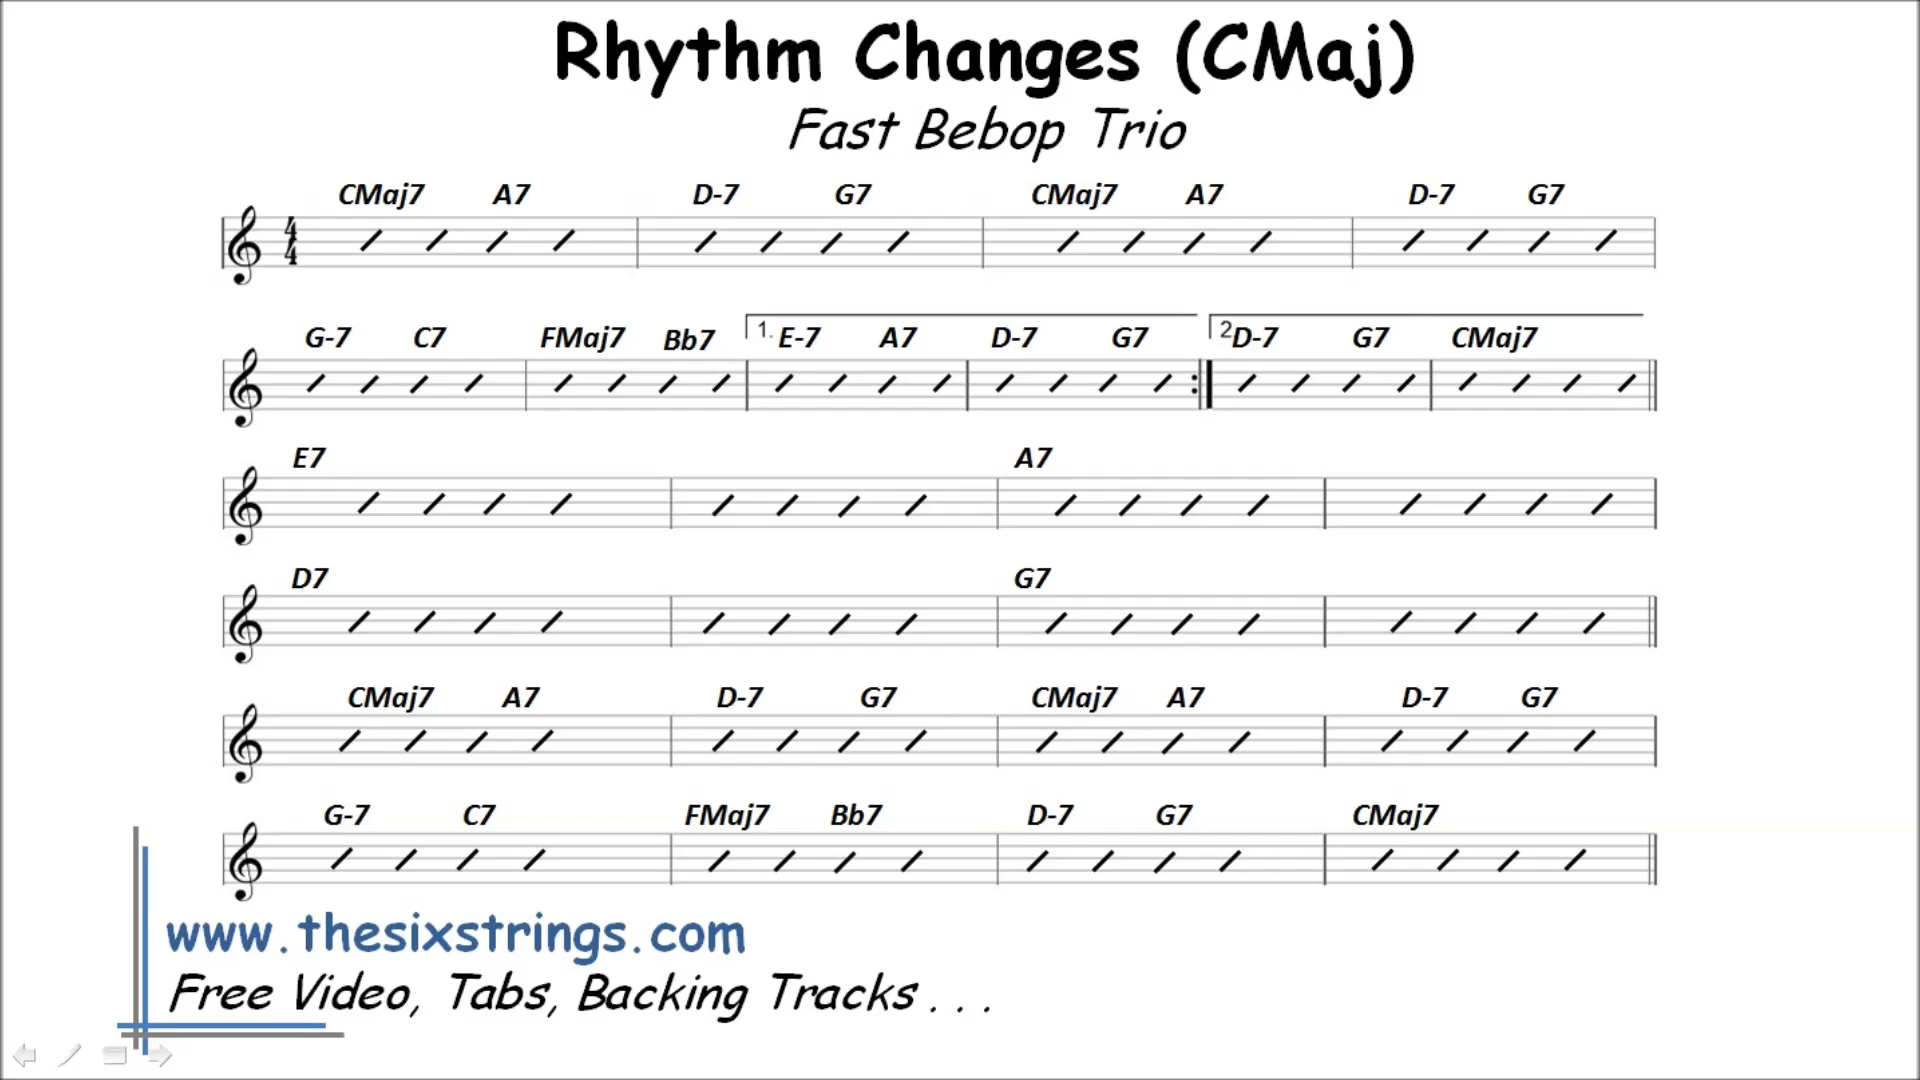 Rhythm Changes (CMaj)
Fast Bebop Trio
CMaj7 A7 D-7 G7 CMaj7 A7 D-7 G7
4
4
G-7 C7 FMaj7 Bb7 1. E-7 A7 D-7 G7 2 D-7 G7 CMaj7
E7 A7
D7 G7
CMaj7 A7 D-7 G7 CMaj7 A7 D-7 G7
G-7 C7 FMaj7 Bb7 D-7 G7 CMaj7
www.thesixstrings.com
Free Video, Tabs, Backing Tracks . . .